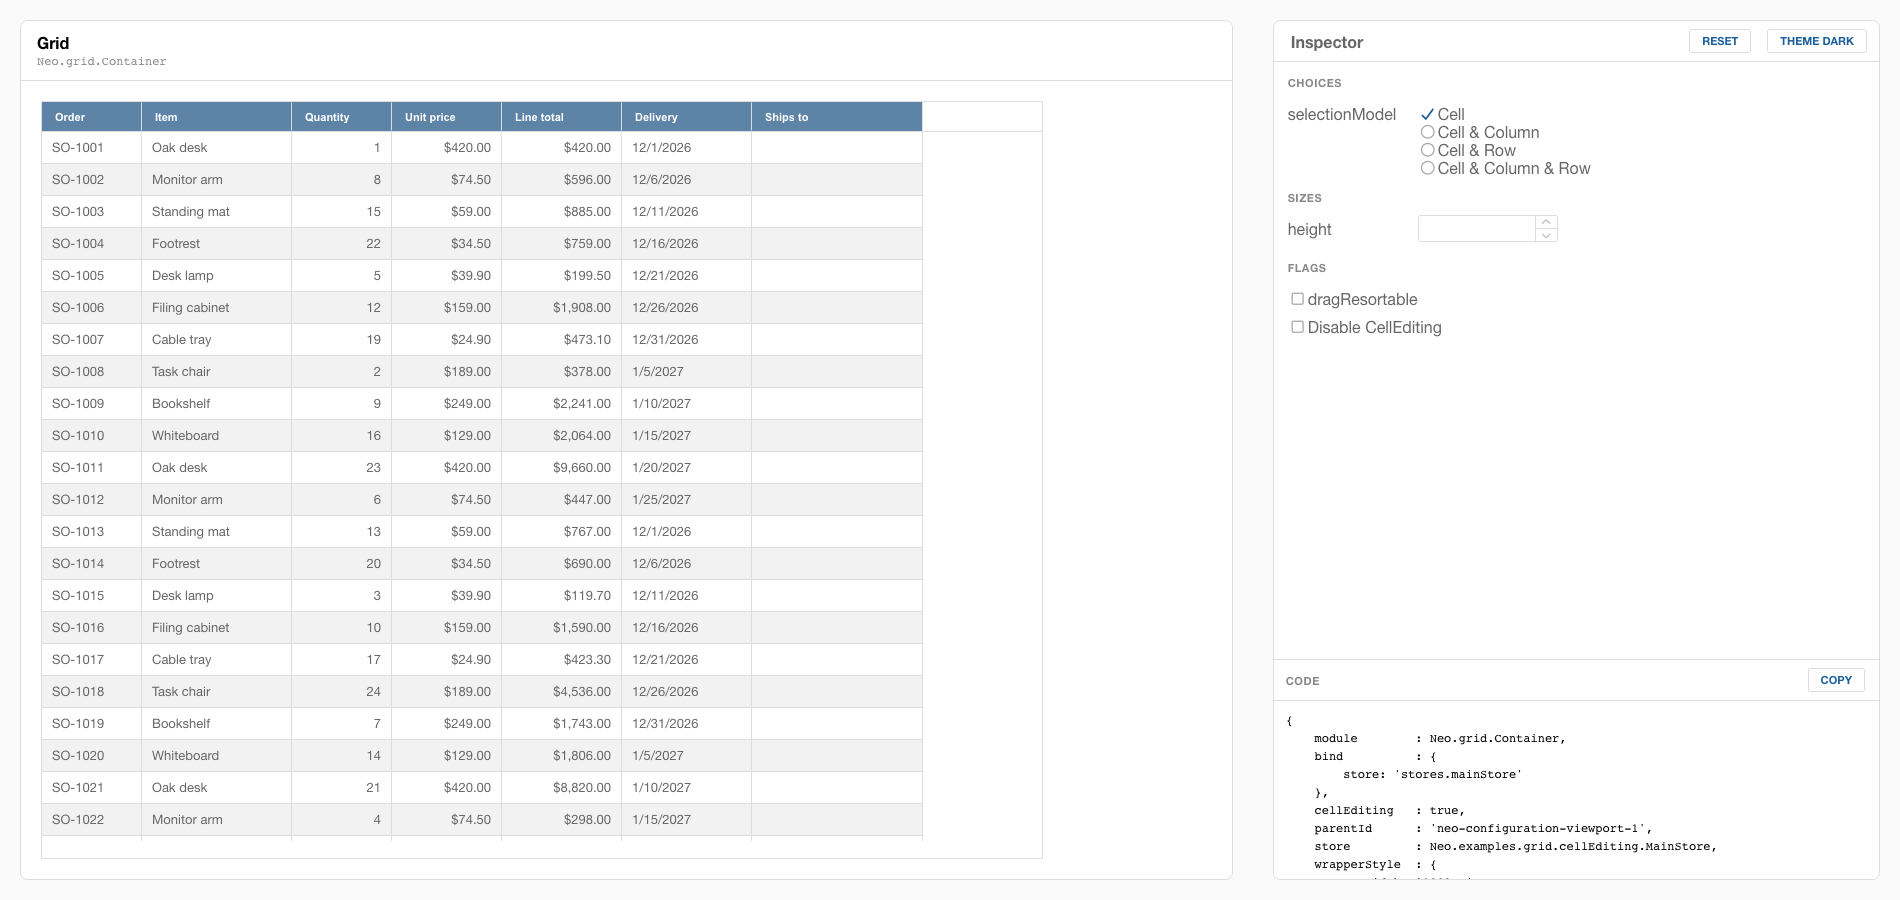 Grid
Neo.grid.Container
Order Item Quantity Unit price Line total Delivery Ships to
SO-1001 Oak desk 1 $420.00 $420.00 12/1/2026
SO-1002 Monitor arm 8 $74.50 $596.00 12/6/2026
SO-1003 Standing mat 15 $59.00 $885.00 12/11/2026
SO-1004 Footrest 22 $34.50 $759.00 12/16/2026
SO-1005 Desk lamp 5 $39.90 $199.50 12/21/2026
SO-1006 Filing cabinet 12 $159.00 $1,908.00 12/26/2026
SO-1007 Cable tray 19 $24.90 $473.10 12/31/2026
SO-1008 Task chair 2 $189.00 $378.00 1/5/2027
SO-1009 Bookshelf 9 $249.00 $2,241.00 1/10/2027
SO-1010 Whiteboard 16 $129.00 $2,064.00 1/15/2027
SO-1011 Oak desk 23 $420.00 $9,660.00 1/20/2027
SO-1012 Monitor arm 6 $74.50 $447.00 1/25/2027
SO-1013 Standing mat 13 $59.00 $767.00 12/1/2026
SO-1014 Footrest 20 $34.50 $690.00 12/6/2026
SO-1015 Desk lamp 3 $39.90 $119.70 12/11/2026
SO-1016 Filing cabinet 10 $159.00 $1,590.00 12/16/2026
SO-1017 Cable tray 17 $24.90 $423.30 12/21/2026
SO-1018 Task chair 24 $189.00 $4,536.00 12/26/2026
SO-1019 Bookshelf 7 $249.00 $1,743.00 12/31/2026
SO-1020 Whiteboard 14 $129.00 $1,806.00 1/5/2027
SO-1021 Oak desk 21 $420.00 $8,820.00 1/10/2027
SO-1022 Monitor arm 4 $74.50 $298.00 1/15/2027
Inspector RESET THEME DARK
CHOICES
selectionModel Cell
Cell & Column
Cell & Row
Cell & Column & Row
SIZES
height
FLAGS
dragResortable
Disable CellEditing
CODE COPY
{
module : Neo.grid.Container,
bind : {
store: 'stores.mainStore'
},
cellEditing : true,
parentId : 'neo-configuration-viewport-1',
store : Neo.examples.grid.cellEditing.MainStore,
wrapperStyle : {